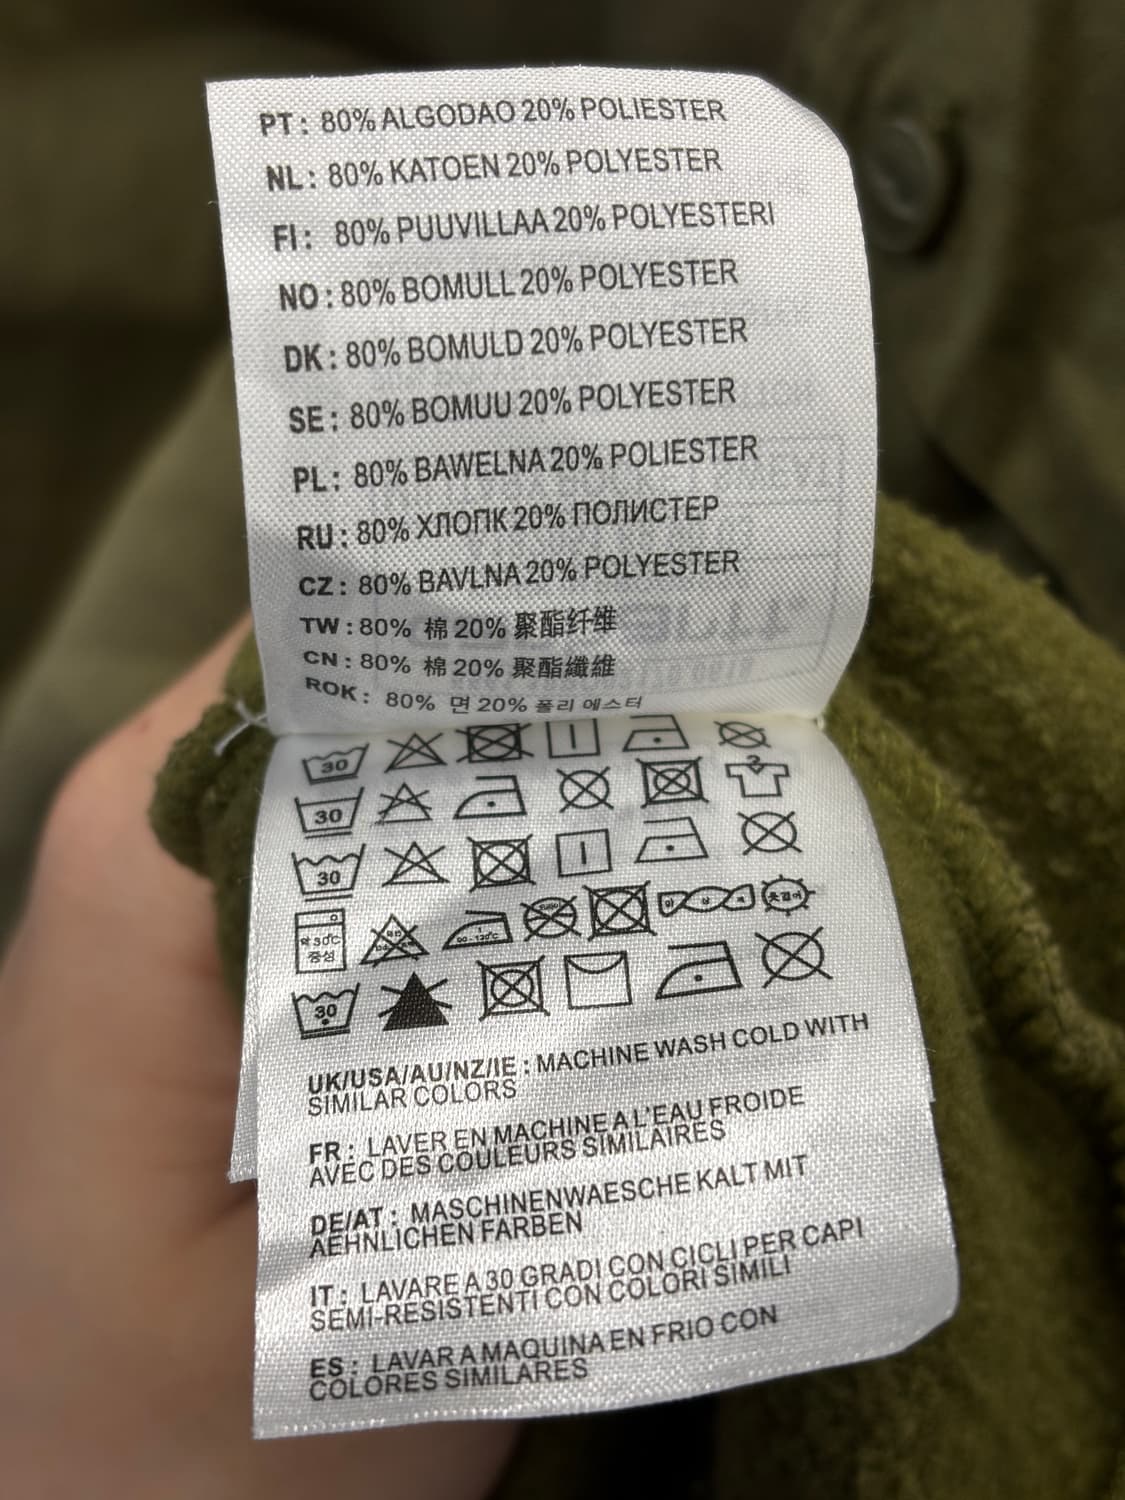 PT: 80% ALGODAO 20% POLIESTER
NL: 80% KATOEN 20% POLYESTER
FI: 80% PUUVILLAA 20% POLYESTERI
NO: 80% BOMULL 20% POLYESTER
DK: 80% BOMULD 20% POLYESTER
SE: 80% BOMUU 20% POLYESTER
PL: 80% BAWELNA 20% POLIESTER
RU: 80% ХЛОПК 20% ПОЛИСТЕР
CZ: 80% BAVLNA 20% POLYESTER
TW: 80% 棉 20% 聚酯纤维
CN: 80% 棉 20% 聚酯纖維
ROK: 80% 면 20% 폴리 에스터
30
30
30
약 30℃
중성
30
UK/USA/AU/NZ/IE: MACHINE WASH COLD WITH
SIMILAR COLORS
FR: LAVER EN MACHINE A L'EAU FROIDE
AVEC DES COULEURS SIMILAIRES
DE/AT: MASCHINENWAESCHE KALT MIT
AEHNLICHEN FARBEN
IT: LAVARE A 30 GRADI CON CICLI PER CAPI
SEMI-RESISTENTI CON COLORI SIMILI
ES: LAVAR A MAQUINA EN FRIO CON
COLORES SIMILARES